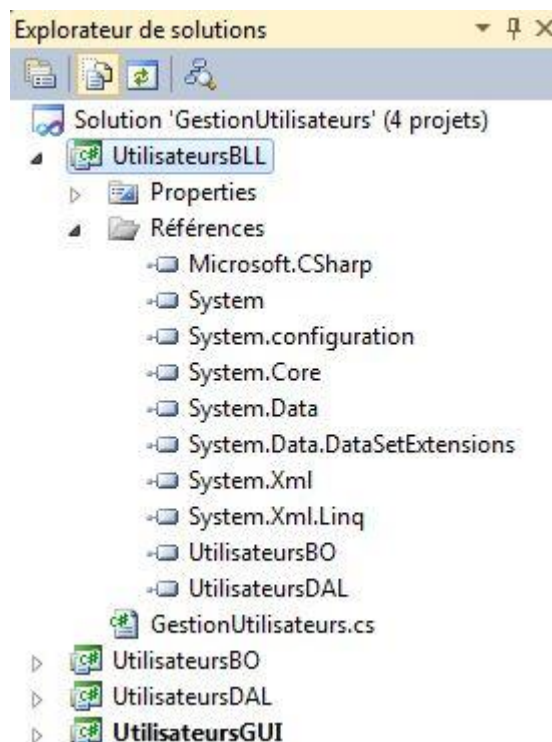 Explorateur de solutions
Solution 'GestionUtilisateurs' (4 projets)
UtilisateursBLL
Properties
Références
Microsoft.CSharp
System
System.configuration
System.Core
System.Data
System.Data.DataSetExtensions
System.Xml
System.Xml.Linq
UtilisateursBO
UtilisateursDAL
GestionUtilisateurs.cs
UtilisateursBO
UtilisateursDAL
UtilisateursGUI